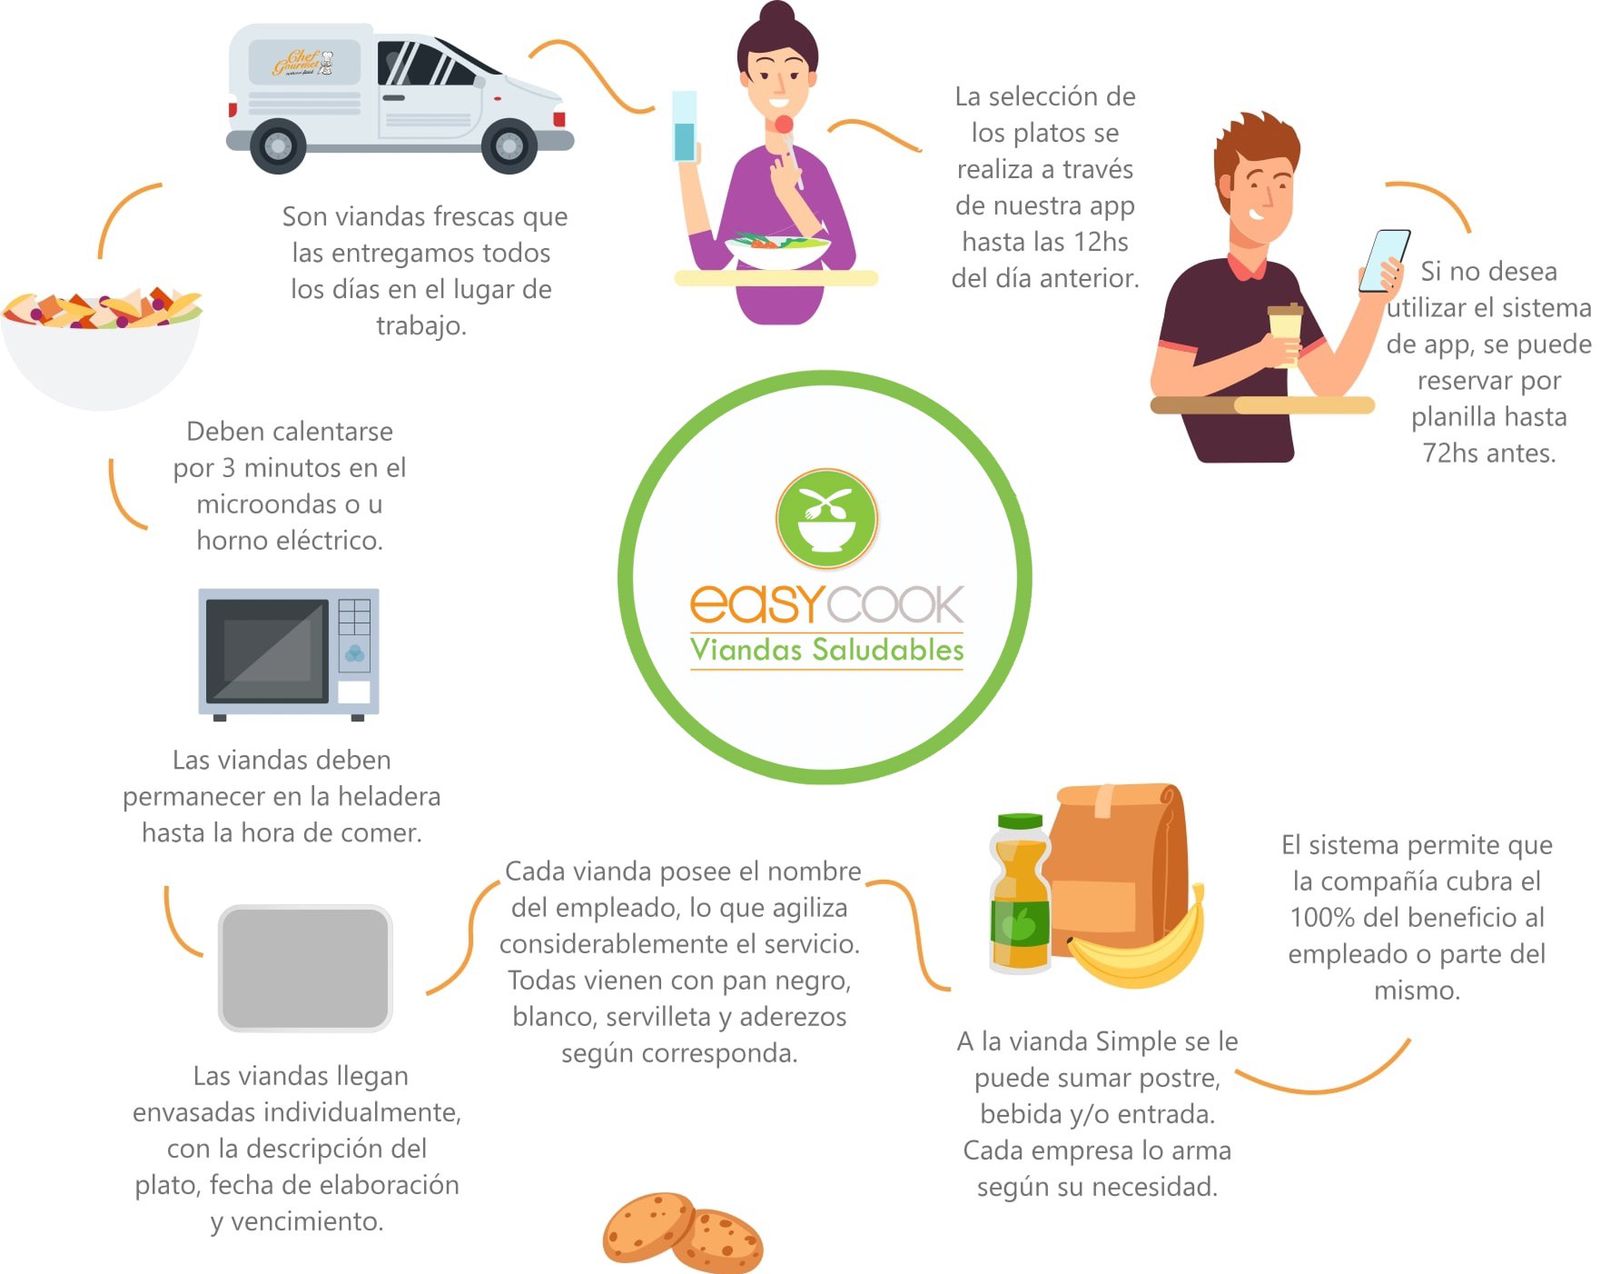 Chef
Gourmet
Son viandas frescas que
las entregamos todos
los días en el lugar de
trabajo.
La selección de
los platos se
realiza a través
de nuestra app
hasta las 12hs
del día anterior.
Si no desea
utilizar el sistema
de app, se puede
reservar por
planilla hasta
72hs antes.
Deben calentarse
por 3 minutos en el
microondas o u
horno eléctrico.
easycook
Viandas Saludables
Las viandas deben
permanecer en la heladera
hasta la hora de comer.
Las viandas llegan
envasadas individualmente,
con la descripción del
plato, fecha de elaboración
y vencimiento.
Cada vianda posee el nombre
del empleado, lo que agiliza
considerablemente el servicio.
Todas vienen con pan negro,
blanco, servilleta y aderezos
según corresponda.
A la vianda Simple se le
puede sumar postre,
bebida y/o entrada.
Cada empresa lo arma
según su necesidad.
El sistema permite que
la compañía cubra el
100% del beneficio al
empleado o parte del
mismo.